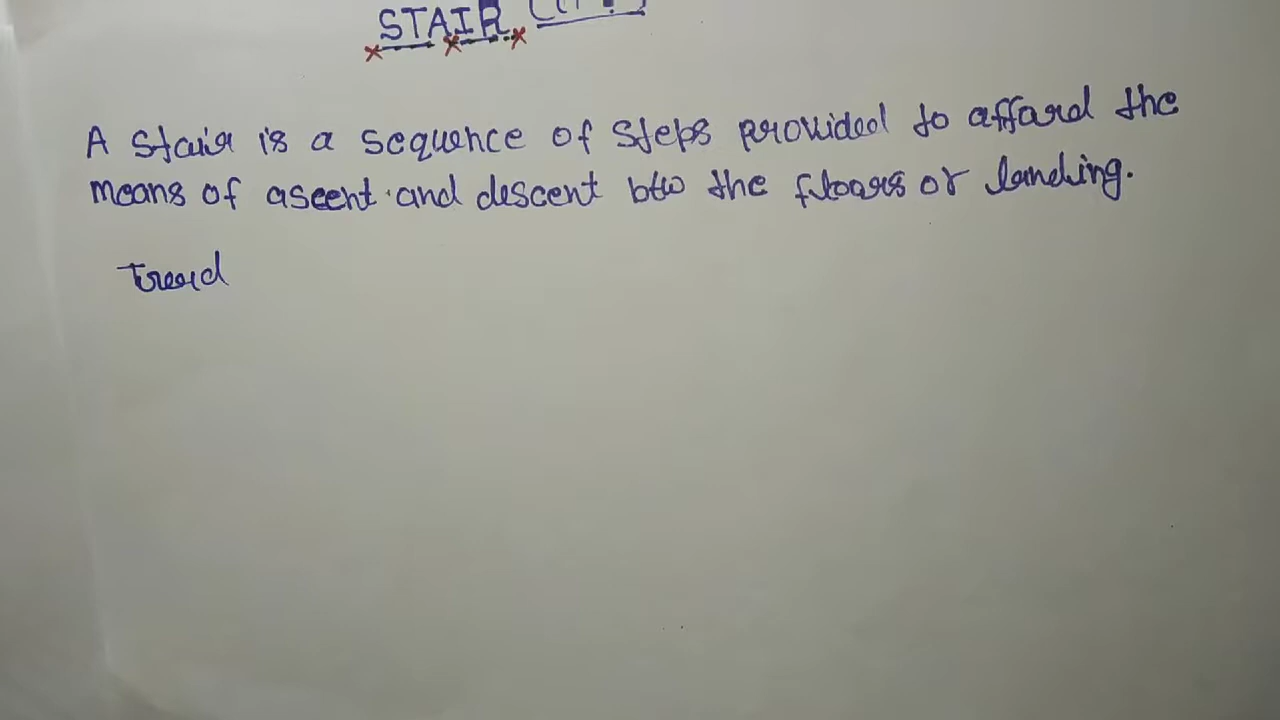 STAIR
A Stair is a sequence of steps provided to afford the
means of ascent and descent btw the floors or landing.
Tread